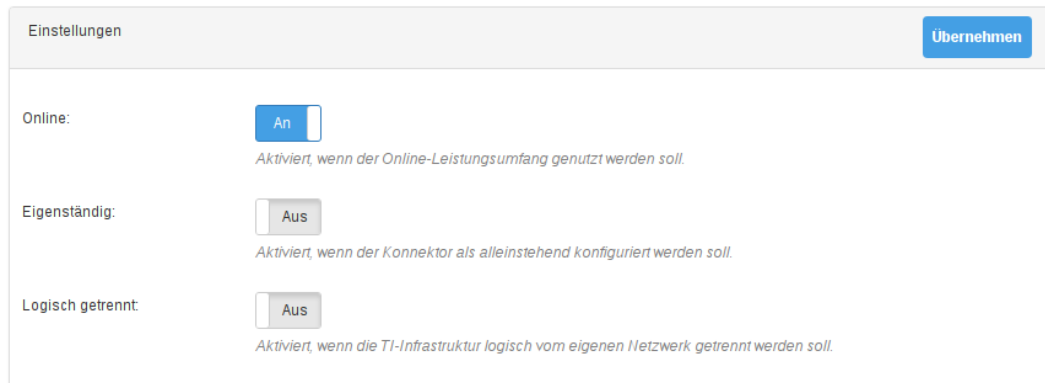 Einstellungen
Übernehmen
Online:
An
Aktiviert, wenn der Online-Leistungsumfang genutzt werden soll.
Eigenständig:
Aus
Aktiviert, wenn der Konnektor als alleinstehend konfiguriert werden soll.
Logisch getrennt:
Aus
Aktiviert, wenn die TI-Infrastruktur logisch vom eigenen Netzwerk getrennt werden soll.